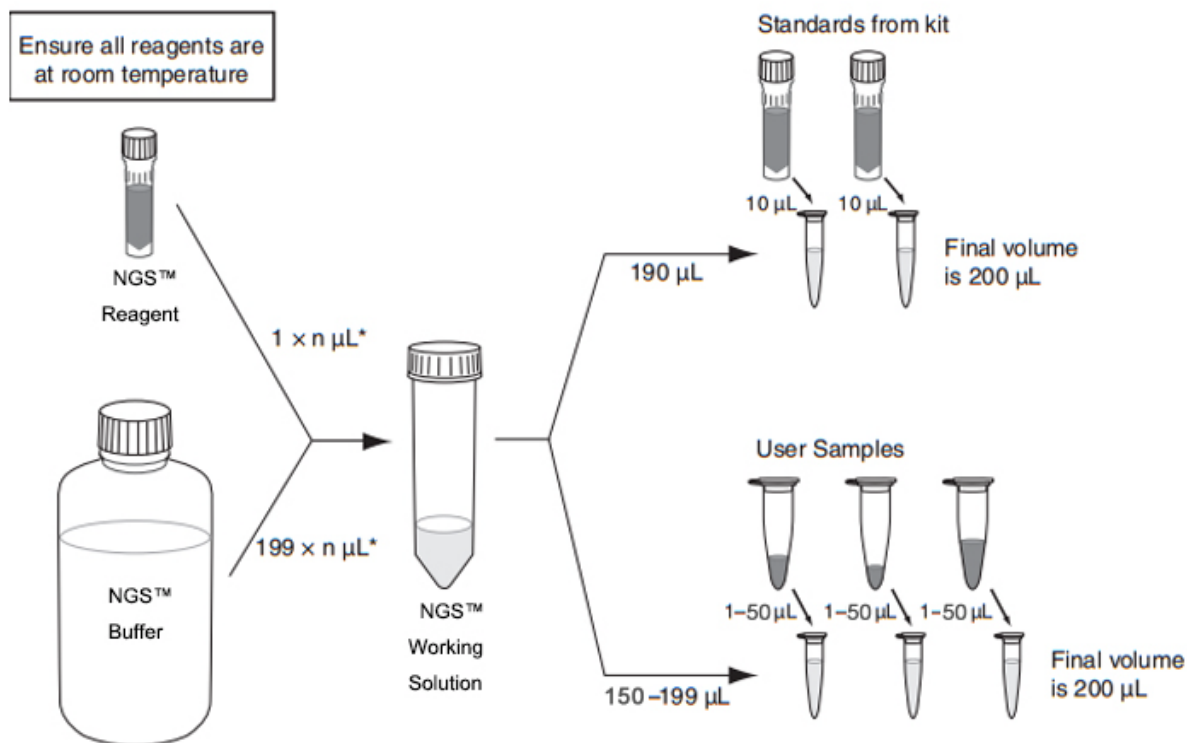 Ensure all reagents are
at room temperature
NGS™
Reagent
1 × n µL*
199 × n µL*
NGS™
Buffer
NGS™
Working
Solution
190 µL
Standards from kit
10 µL
10 µL
Final volume
is 200 µL
150–199 µL
User Samples
1–50 µL
1–50 µL
1–50 µL
Final volume
is 200 µL